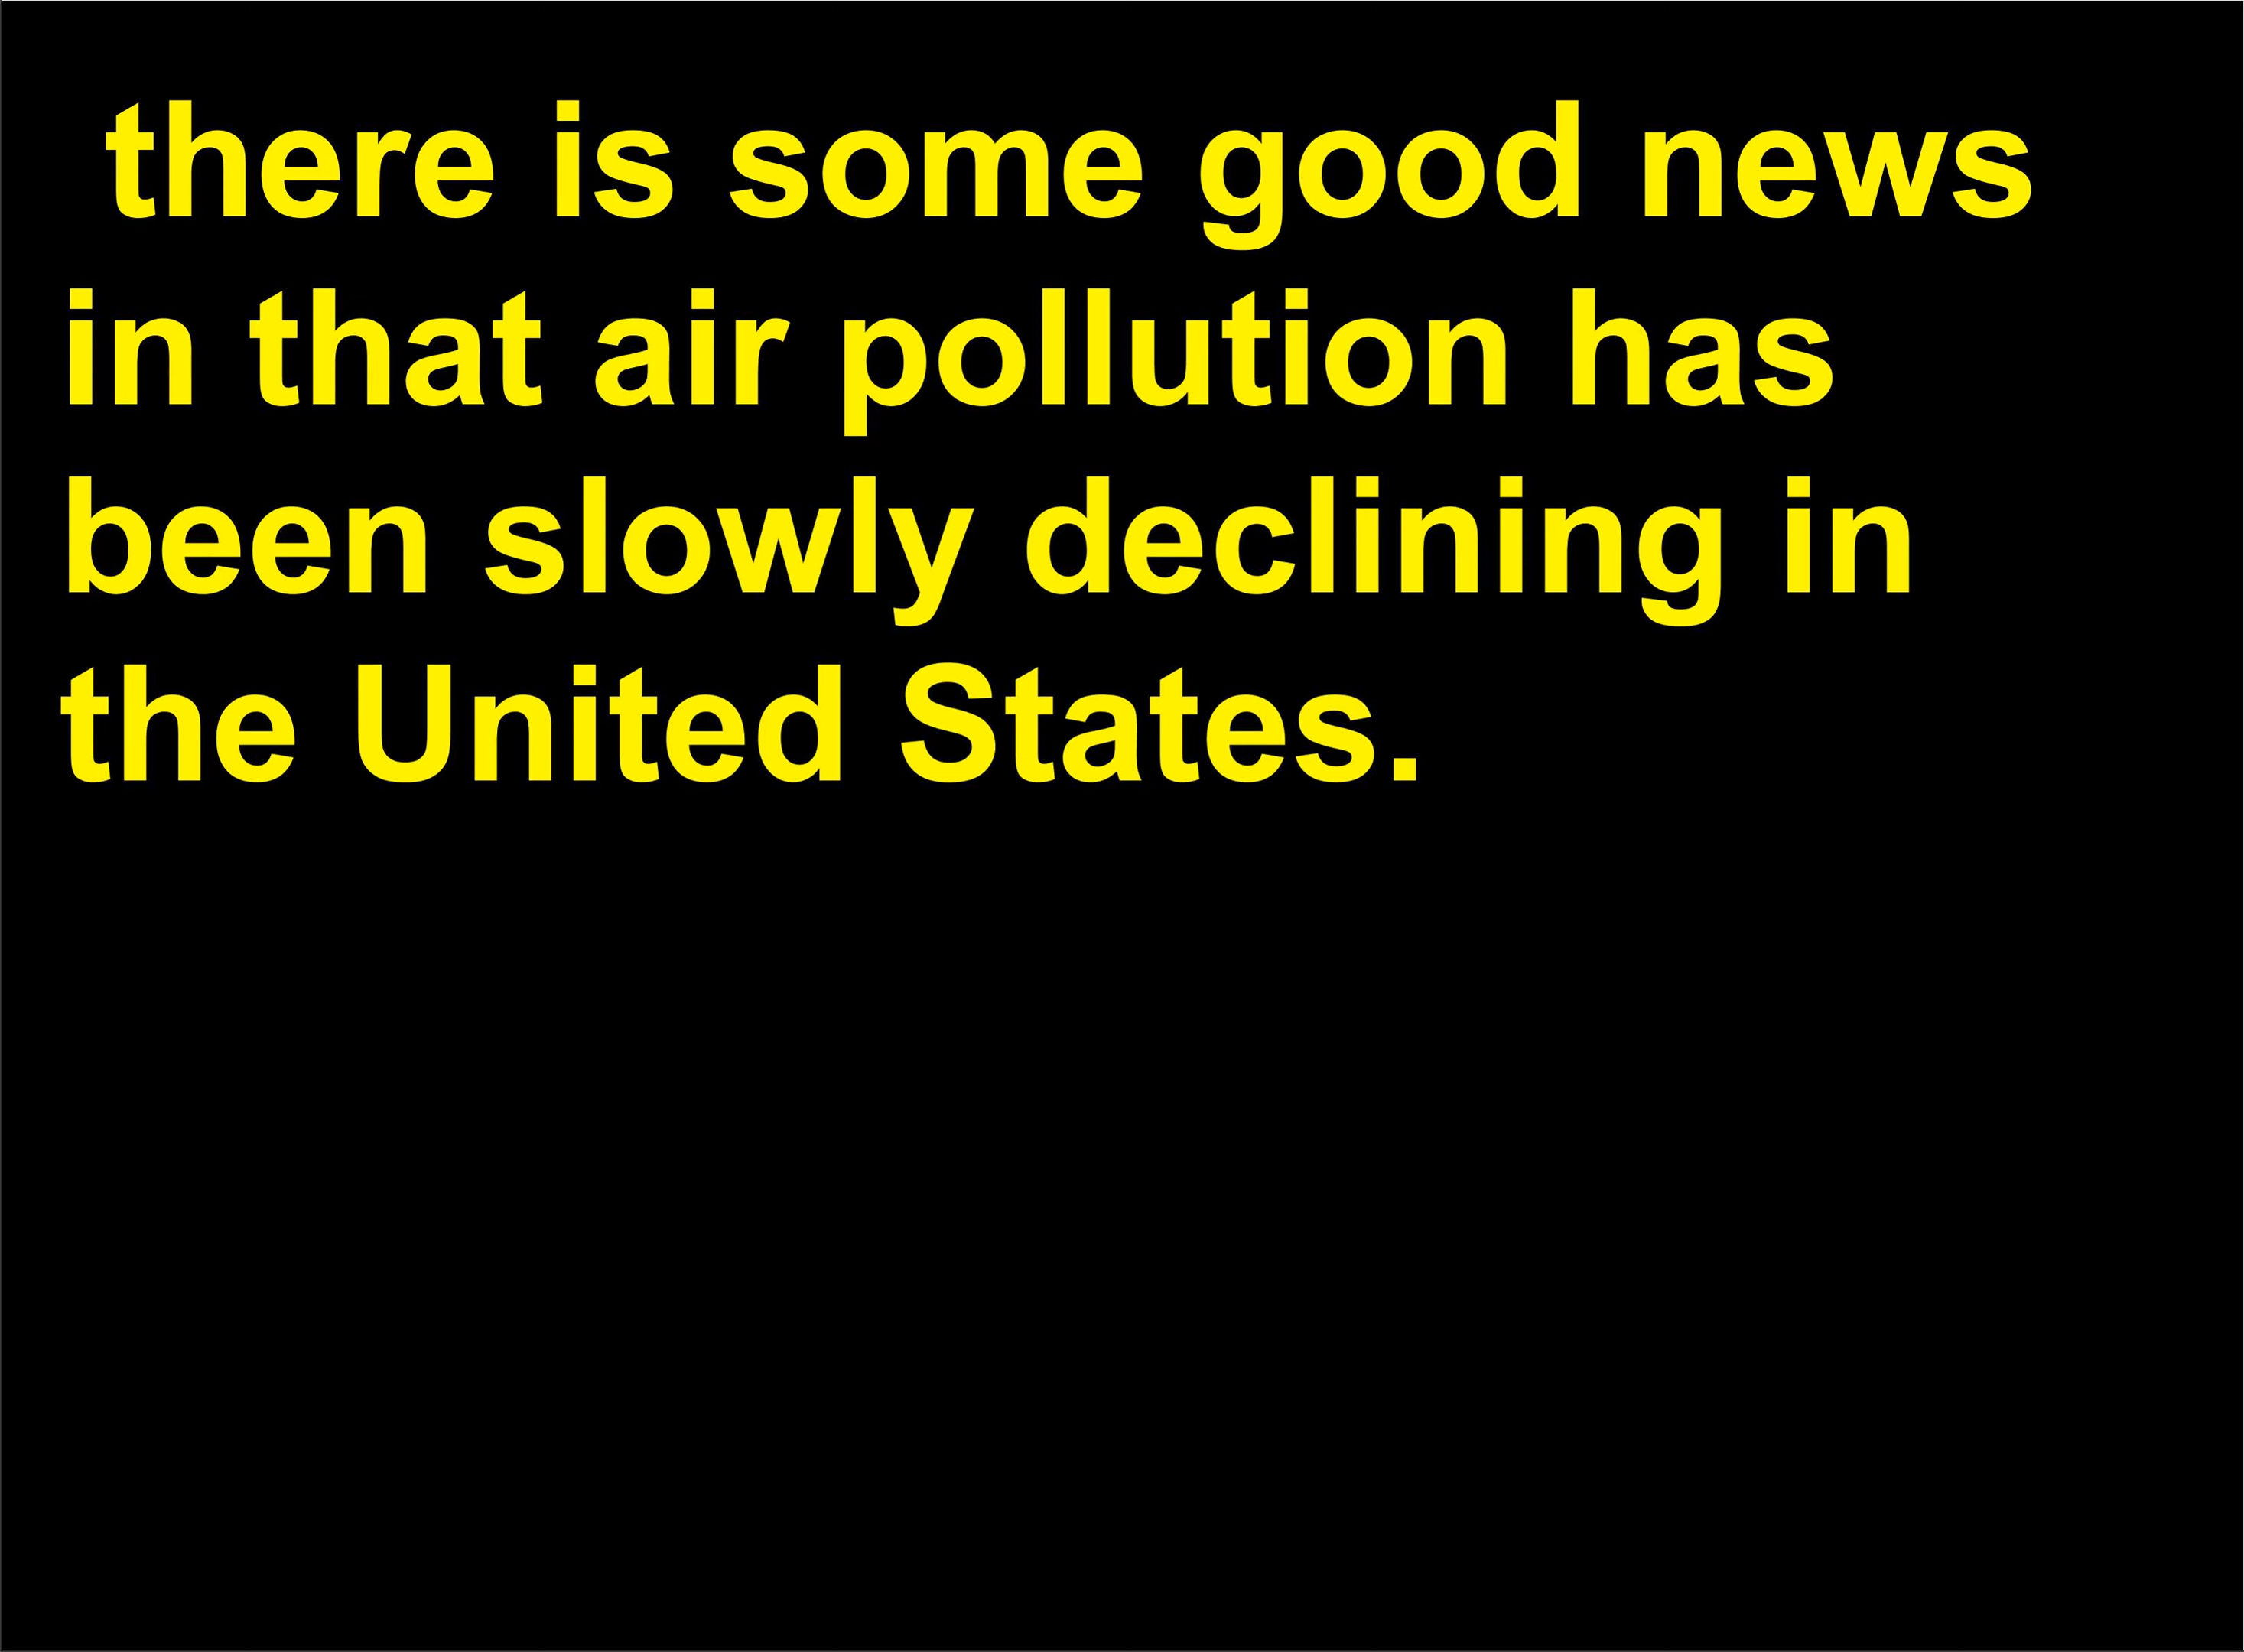 there is some good news
in that air pollution has
been slowly declining in
the United States.